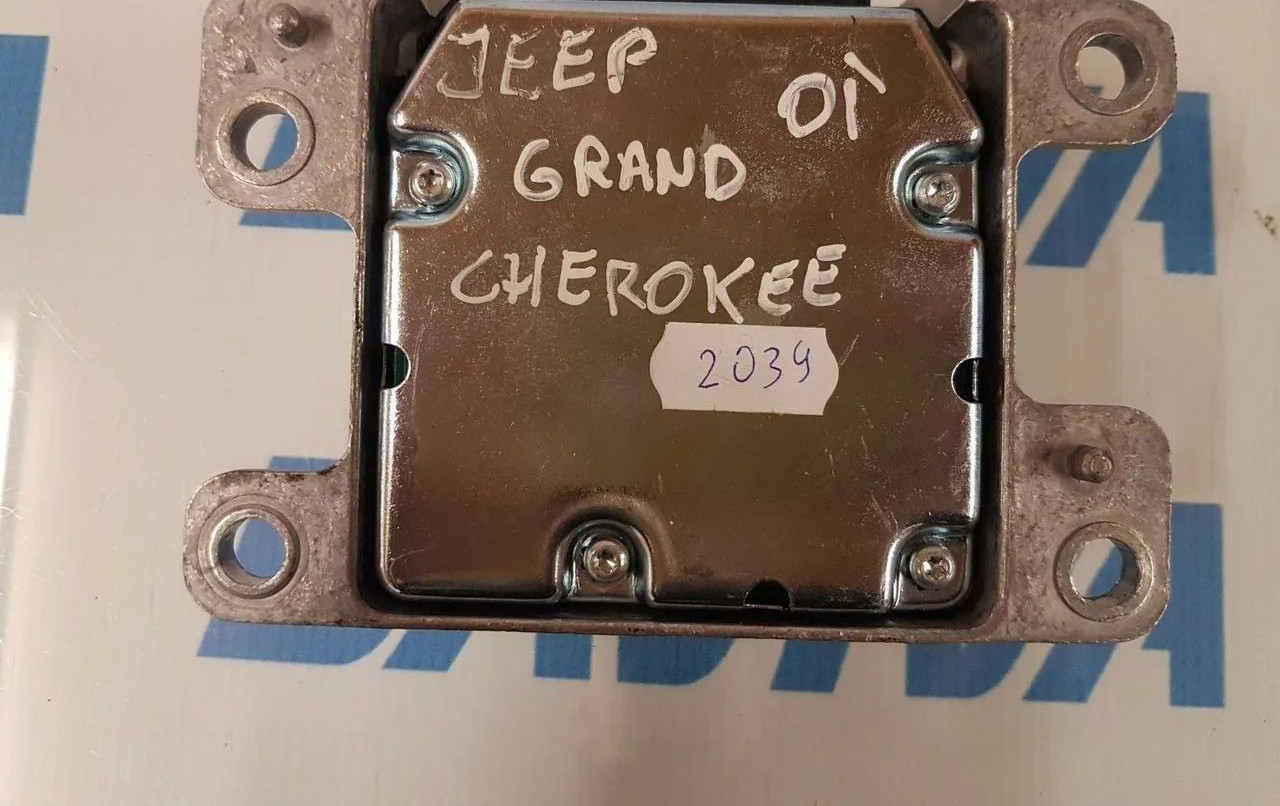 JEEP
01'
GRAND
CHEROKEE
2039